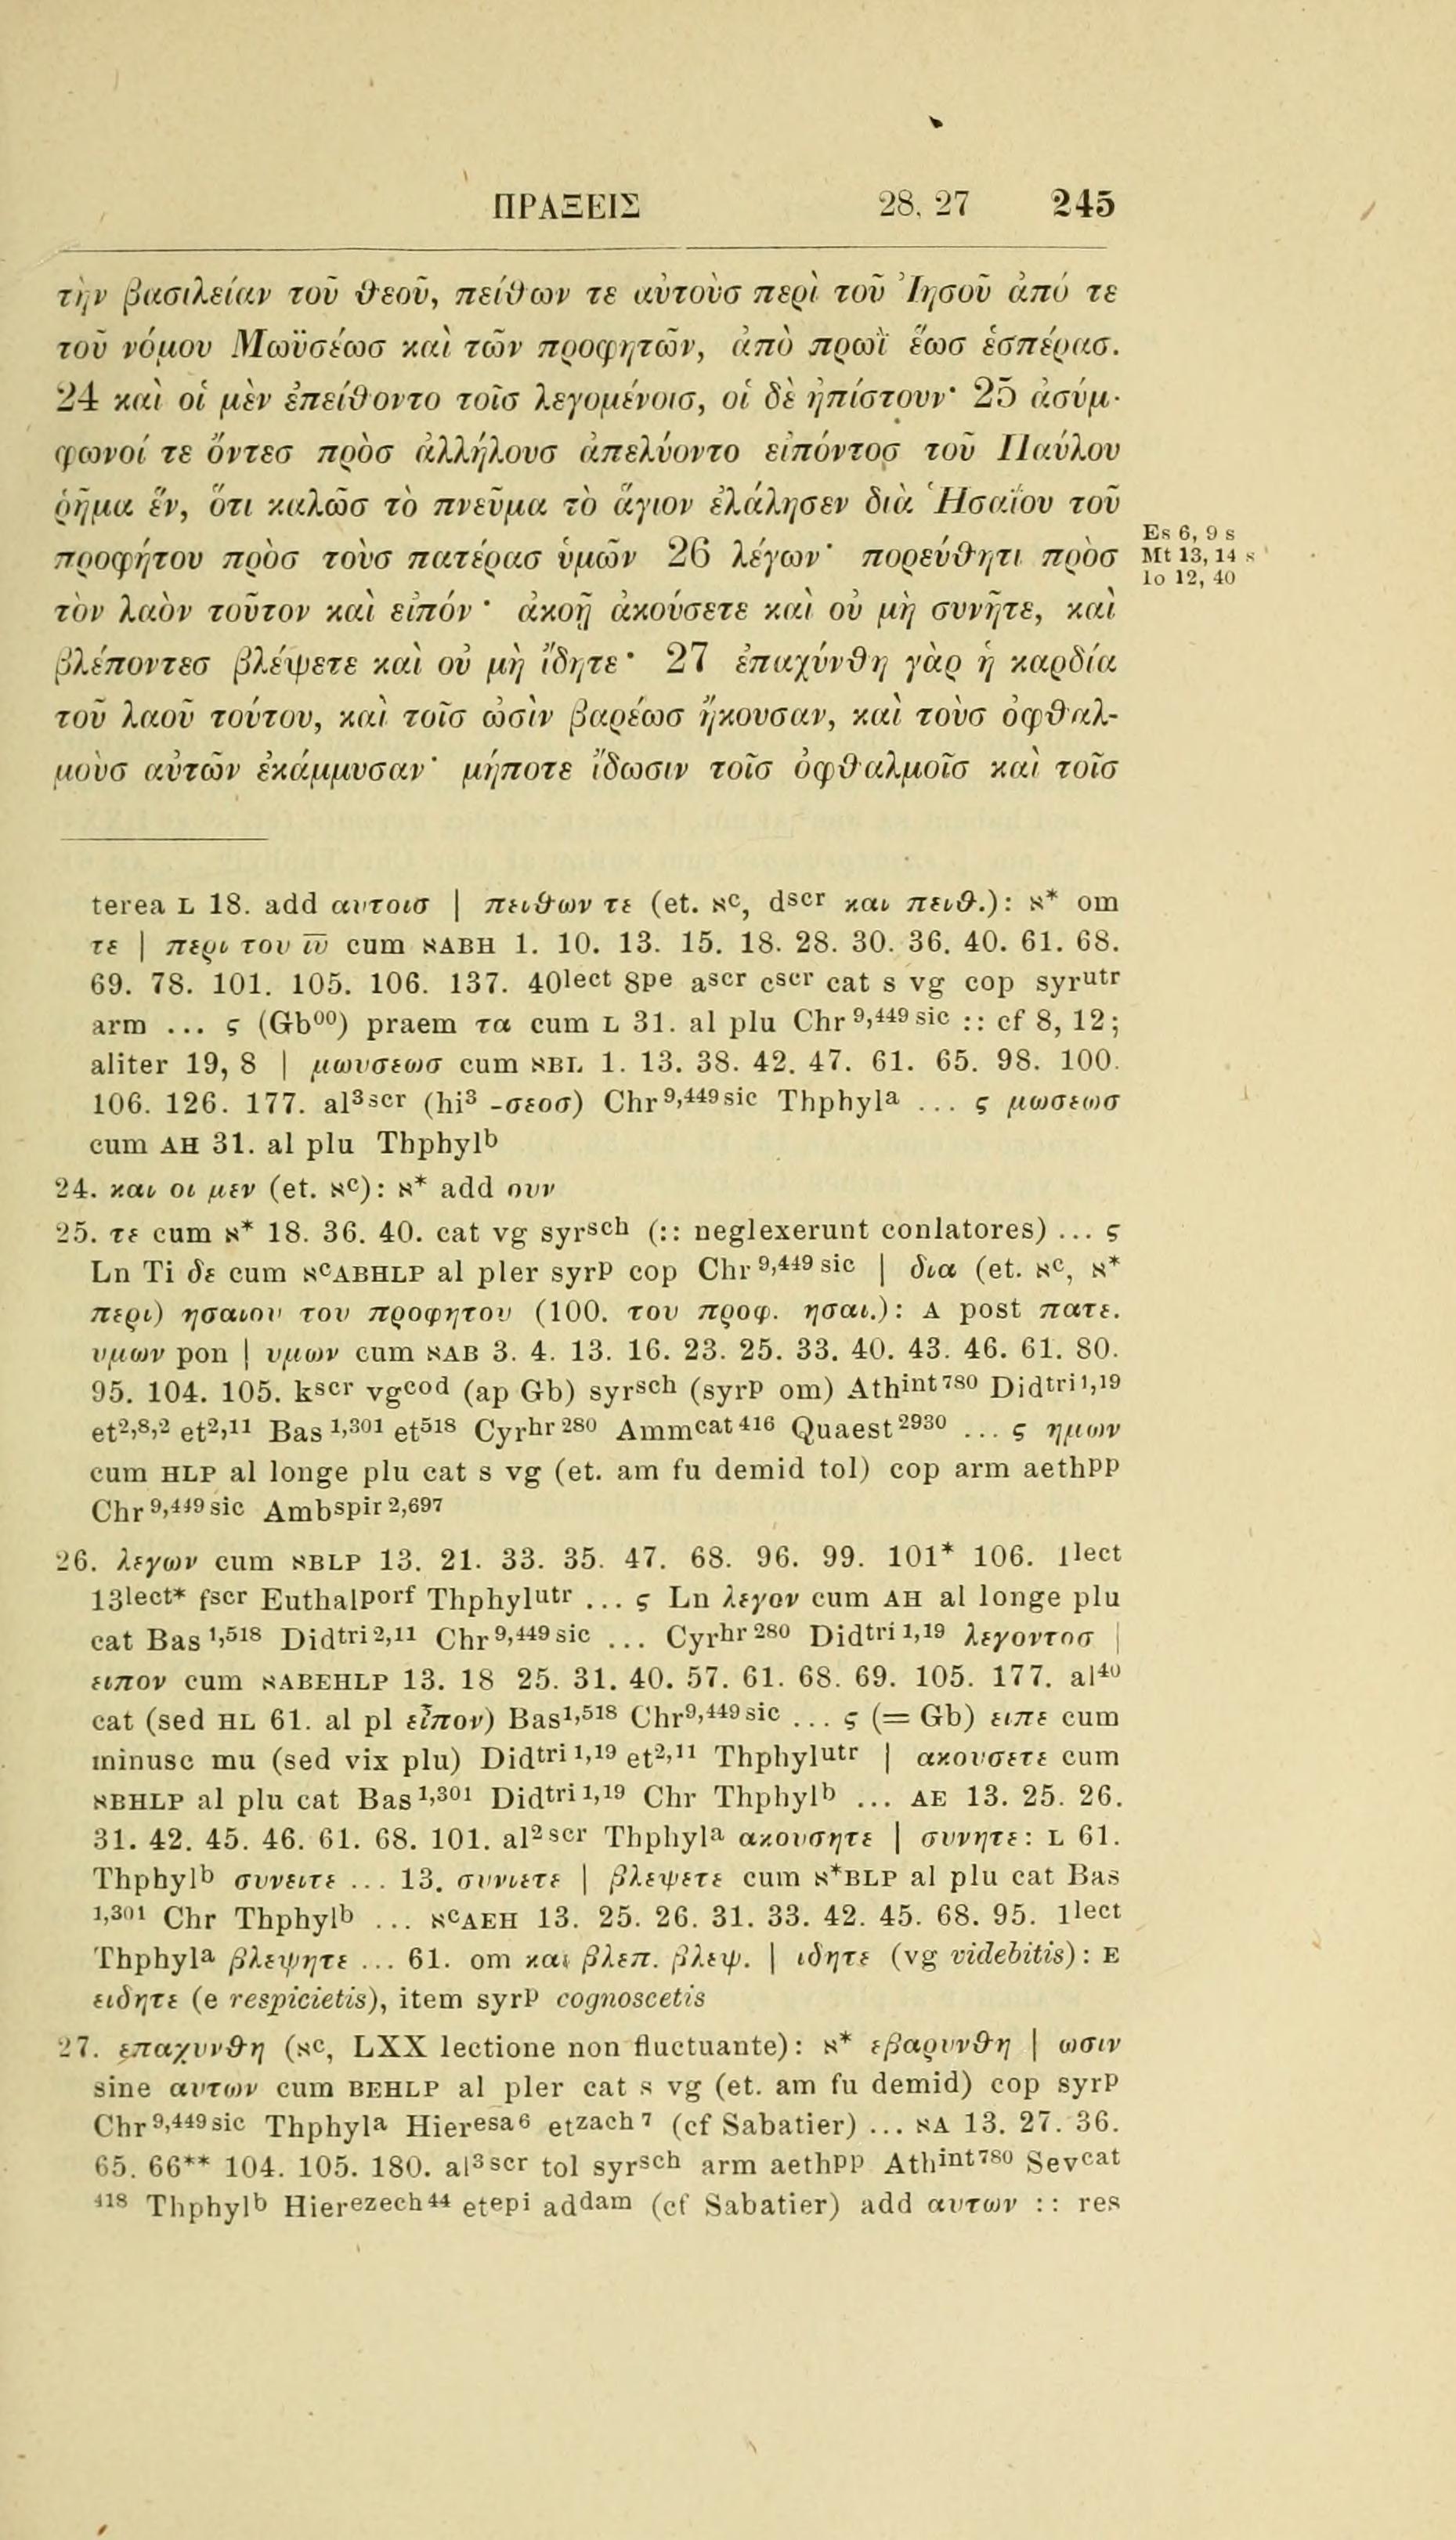 ΠΡΑΞΕΙΣ 28, 27 245
τὴν βασιλείαν τοῦ θεοῦ, πείθων τε αὐτοὺσ περὶ τοῦ Ἰησοῦ ἀπό τε
τοῦ νόμου Μωϋσέωσ καὶ τῶν προφητῶν, ἀπὸ πρωῒ ἕωσ ἑσπέρασ.
24 καὶ οἱ μὲν ἐπείθοντο τοῖσ λεγομένοισ, οἱ δὲ ἠπίστουν· 25 ἀσύμ-
φωνοί τε ὄντεσ πρὸσ ἀλλήλουσ ἀπελύοντο εἰπόντοσ τοῦ Παύλου
ῥῆμα ἕν, ὅτι καλῶσ τὸ πνεῦμα τὸ ἅγιον ἐλάλησεν διὰ Ἡσαΐου τοῦ
προφήτου πρὸσ τοὺσ πατέρασ ὑμῶν 26 λέγων· πορεύθητι πρὸσ
τὸν λαὸν τοῦτον καὶ εἰπόν· ἀκοῇ ἀκούσετε καὶ οὐ μὴ συνῆτε, καὶ
βλέποντεσ βλέψετε καὶ οὐ μὴ ἴδητε· 27 ἐπαχύνθη γὰρ ἡ καρδία
τοῦ λαοῦ τούτου, καὶ τοῖσ ὠσὶν βαρέωσ ἤκουσαν, καὶ τοὺσ ὀφθαλ-
μοὺσ αὐτῶν ἐκάμμυσαν· μήποτε ἴδωσιν τοῖσ ὀφθαλμοῖσ καὶ τοῖσ
Es 6, 9 s
Mt 13, 14 s
Io 12, 40
terea L 18. add αυτοισ | πειθων τε (et. אc, dscr και πειθ.): א* om
τε | περι του ιυ cum אABH 1. 10. 13. 15. 18. 28. 30. 36. 40. 61. 68.
69. 78. 101. 105. 106. 137. 40lect 8pe ascr cscr cat s vg cop syrutr
arm ... ς (Gb00) praem τα cum L 31. al plu Chr9,449 sic :: cf 8, 12;
aliter 19, 8 | μωυσεωσ cum אBL 1. 13. 38. 42. 47. 61. 65. 98. 100.
106. 126. 177. al3scr (hi3 -σεοσ) Chr9,449 sic Thphyla ... ς μωσεωσ
cum AH 31. al plu Thphylb
24. και οι μεν (et. אc): א* add ουν
25. τε cum א* 18. 36. 40. cat vg syrsch (:: neglexerunt conlatores) ... ς
Ln Ti δε cum אcABHLP al pler syrp cop Chr9,449 sic | δια (et. אc, א*
περι) ησαιου του προφητου (100. του προφ. ησαι.): A post πατε.
υμων pon | υμων cum אAB 3. 4. 13. 16. 23. 25. 33. 40. 43. 46. 61. 80.
95. 104. 105. kscr vgcod (ap Gb) syrsch (syrp om) Athint780 Didtri1,19
et2,8,2 et2,11 Bas1,301 et518 Cyrhr280 Ammcat416 Quaest2930 ... ς ημων
cum HLP al longe plu cat s vg (et. am fu demid tol) cop arm aethpp
Chr9,449 sic Ambspir2,697
26. λεγων cum אBLP 13. 21. 33. 35. 47. 68. 96. 99. 101* 106. 1lect
13lect* fscr Euthalporf Thphylutr ... ς Ln λεγον cum AH al longe plu
cat Bas1,518 Didtri2,11 Chr9,449 sic ... Cyrhr280 Didtri1,19 λεγοντοσ |
ειπον cum אABEHLP 13. 18 25. 31. 40. 57. 61. 68. 69. 105. 177. al40
cat (sed HL 61. al pl εἶπον) Bas1,518 Chr9,449 sic ... ς (= Gb) ειπε cum
minusc mu (sed vix plu) Didtri1,19 et2,11 Thphylutr | ακουσετε cum
אBHLP al plu cat Bas1,301 Didtri1,19 Chr Thphylb ... AE 13. 25. 26.
31. 42. 45. 46. 61. 68. 101. al2scr Thphyla ακουσητε | συνητε: L 61.
Thphylb συνειτε ... 13. συνιετε | βλεψετε cum א*BLP al plu cat Bas
1,301 Chr Thphylb ... אcAEH 13. 25. 26. 31. 33. 42. 45. 68. 95. 1lect
Thphyla βλεψητε ... 61. om και βλεπ. βλεψ. | ιδητε (vg videbitis): E
ειδητε (e respicietis), item syrp cognoscetis
27. επαχυνθη (אc, LXX lectione non fluctuante): א* εβαρυνθη | ωσιν
sine αυτων cum BEHLP al pler cat s vg (et. am fu demid) cop syrp
Chr9,449 sic Thphyla Hieresa6 etzach7 (cf Sabatier) ... אA 13. 27. 36.
65. 66** 104. 105. 180. al3scr tol syrsch arm aethpp Athint780 Sevcat
418 Thphylb Hierezech44 etepi addam (cf Sabatier) add αυτων :: res